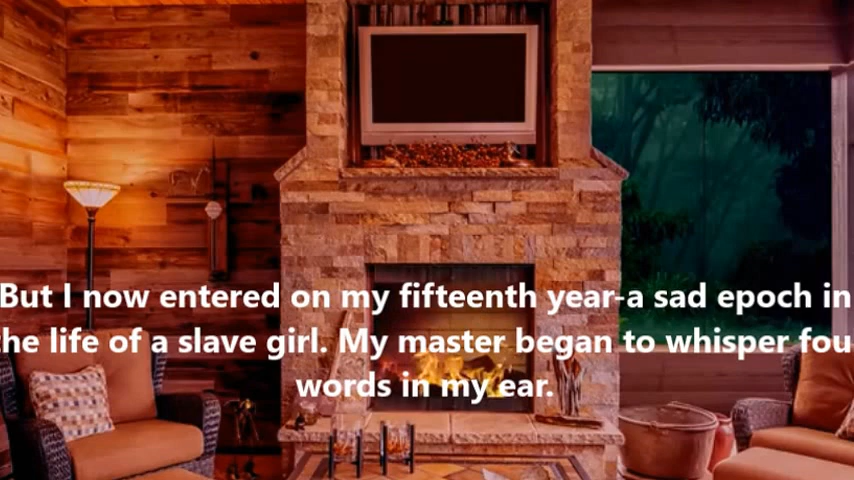 But I now entered on my fifteenth year-a sad epoch in
the life of a slave girl. My master began to whisper fou
words in my ear.